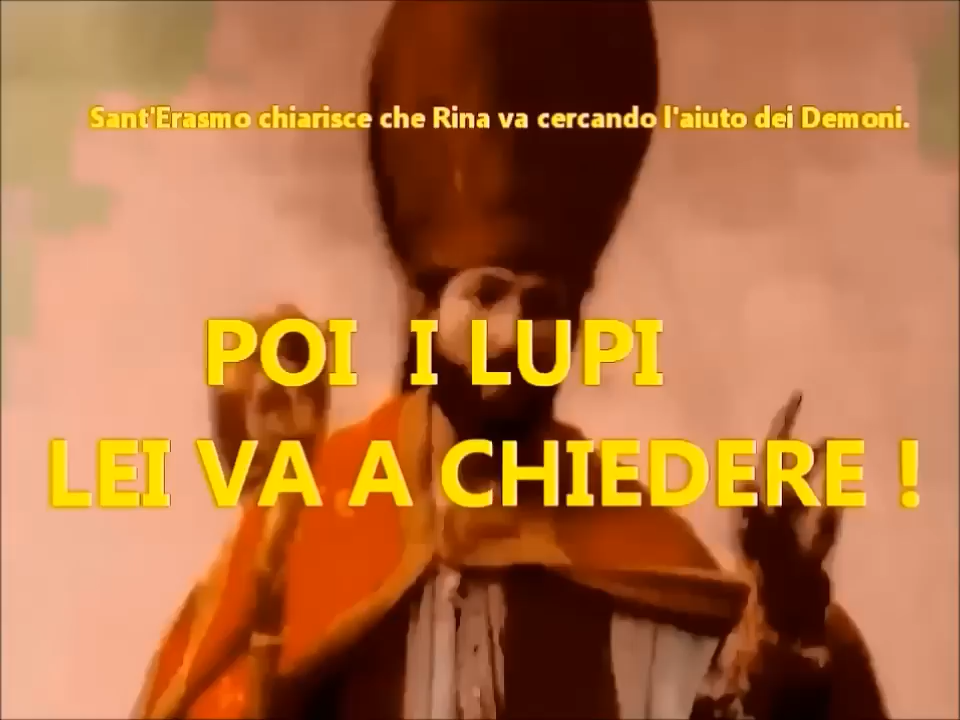 Sant'Erasmo chiarisce che Rina va cercando l'aiuto dei Demoni.
POI I LUPI
LEI VA A CHIEDERE !